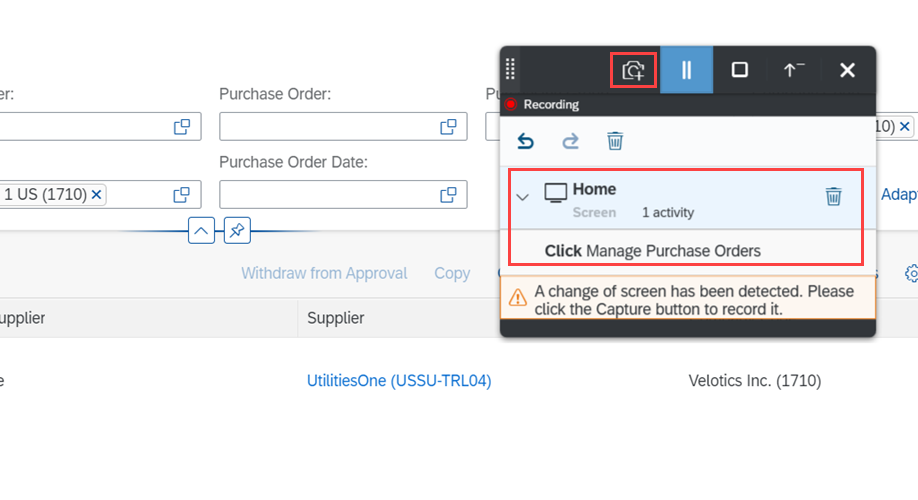 er:
Purchase Order:
Pu
Recording
10)
Purchase Order Date:
1 US (1710)
Home
Adap
Screen 1 activity
Click Manage Purchase Orders
Withdraw from Approval Copy
s
A change of screen has been detected. Please
click the Capture button to record it.
upplier Supplier
e UtilitiesOne (USSU-TRL04) Velotics Inc. (1710)